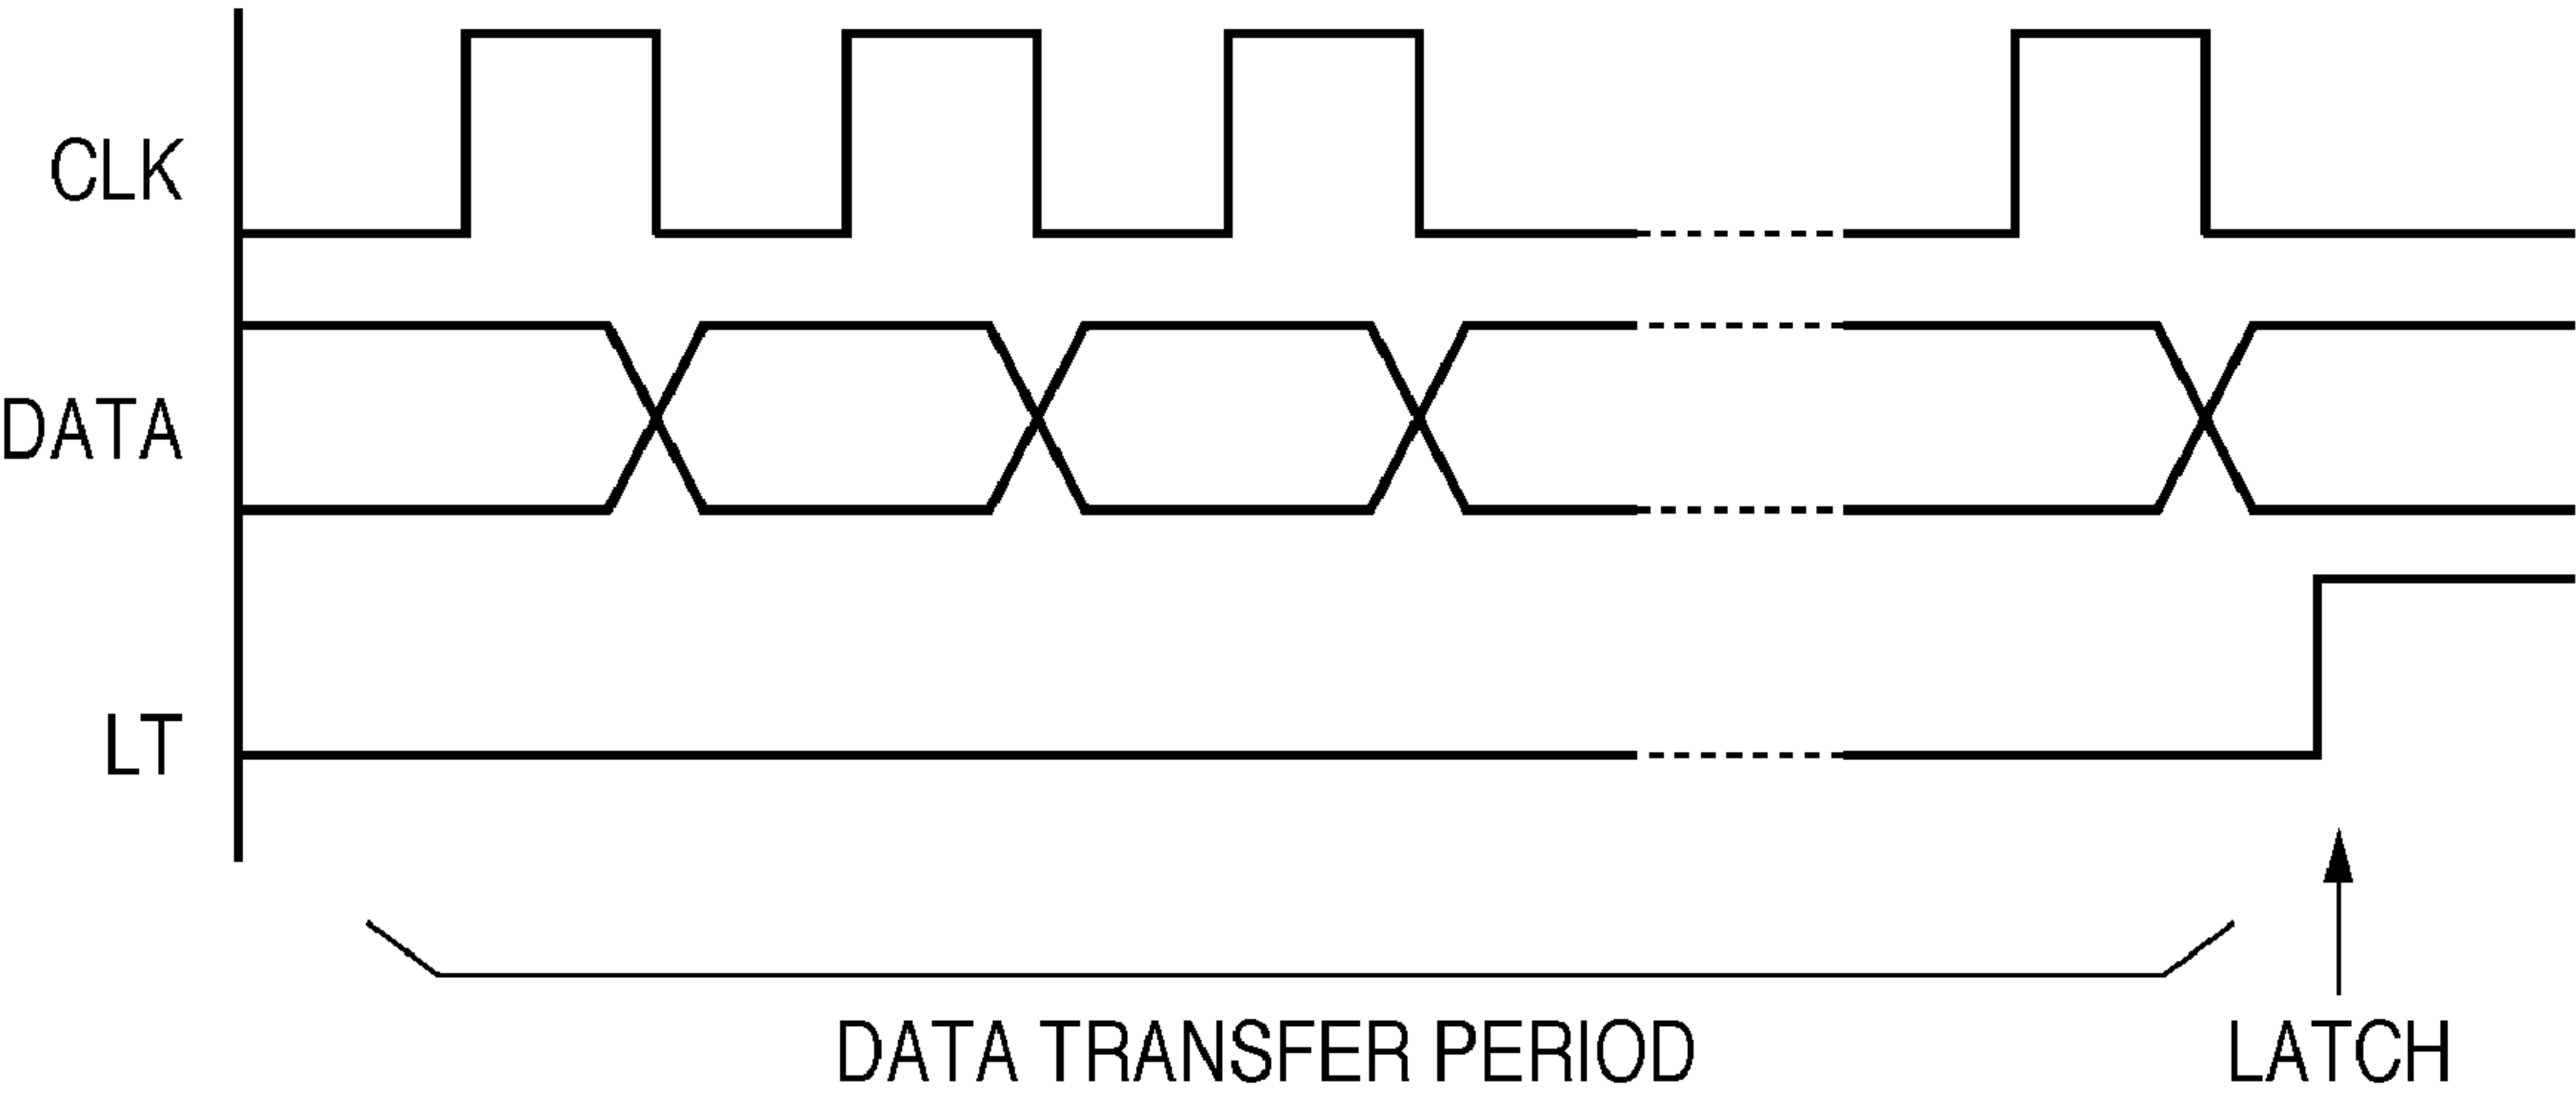 CLK
DATA
LT
DATA TRANSFER PERIOD
LATCH